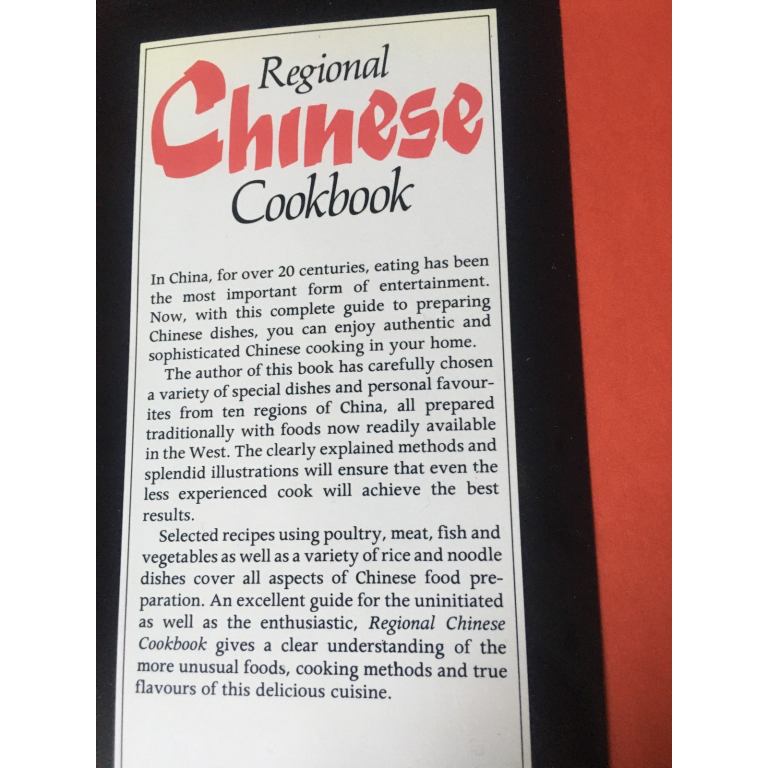 Regional
Chinese
Cookbook
In China, for over 20 centuries, eating has been
the most important form of entertainment.
Now, with this complete guide to preparing
Chinese dishes, you can enjoy authentic and
sophisticated Chinese cooking in your home.
The author of this book has carefully chosen
a variety of special dishes and personal favour-
ites from ten regions of China, all prepared
traditionally with foods now readily available
in the West. The clearly explained methods and
splendid illustrations will ensure that even the
less experienced cook will achieve the best
results.
Selected recipes using poultry, meat, fish and
vegetables as well as a variety of rice and noodle
dishes cover all aspects of Chinese food pre-
paration. An excellent guide for the uninitiated
as well as the enthusiastic, Regional Chinese
Cookbook gives a clear understanding of the
more unusual foods, cooking methods and true
flavours of this delicious cuisine.